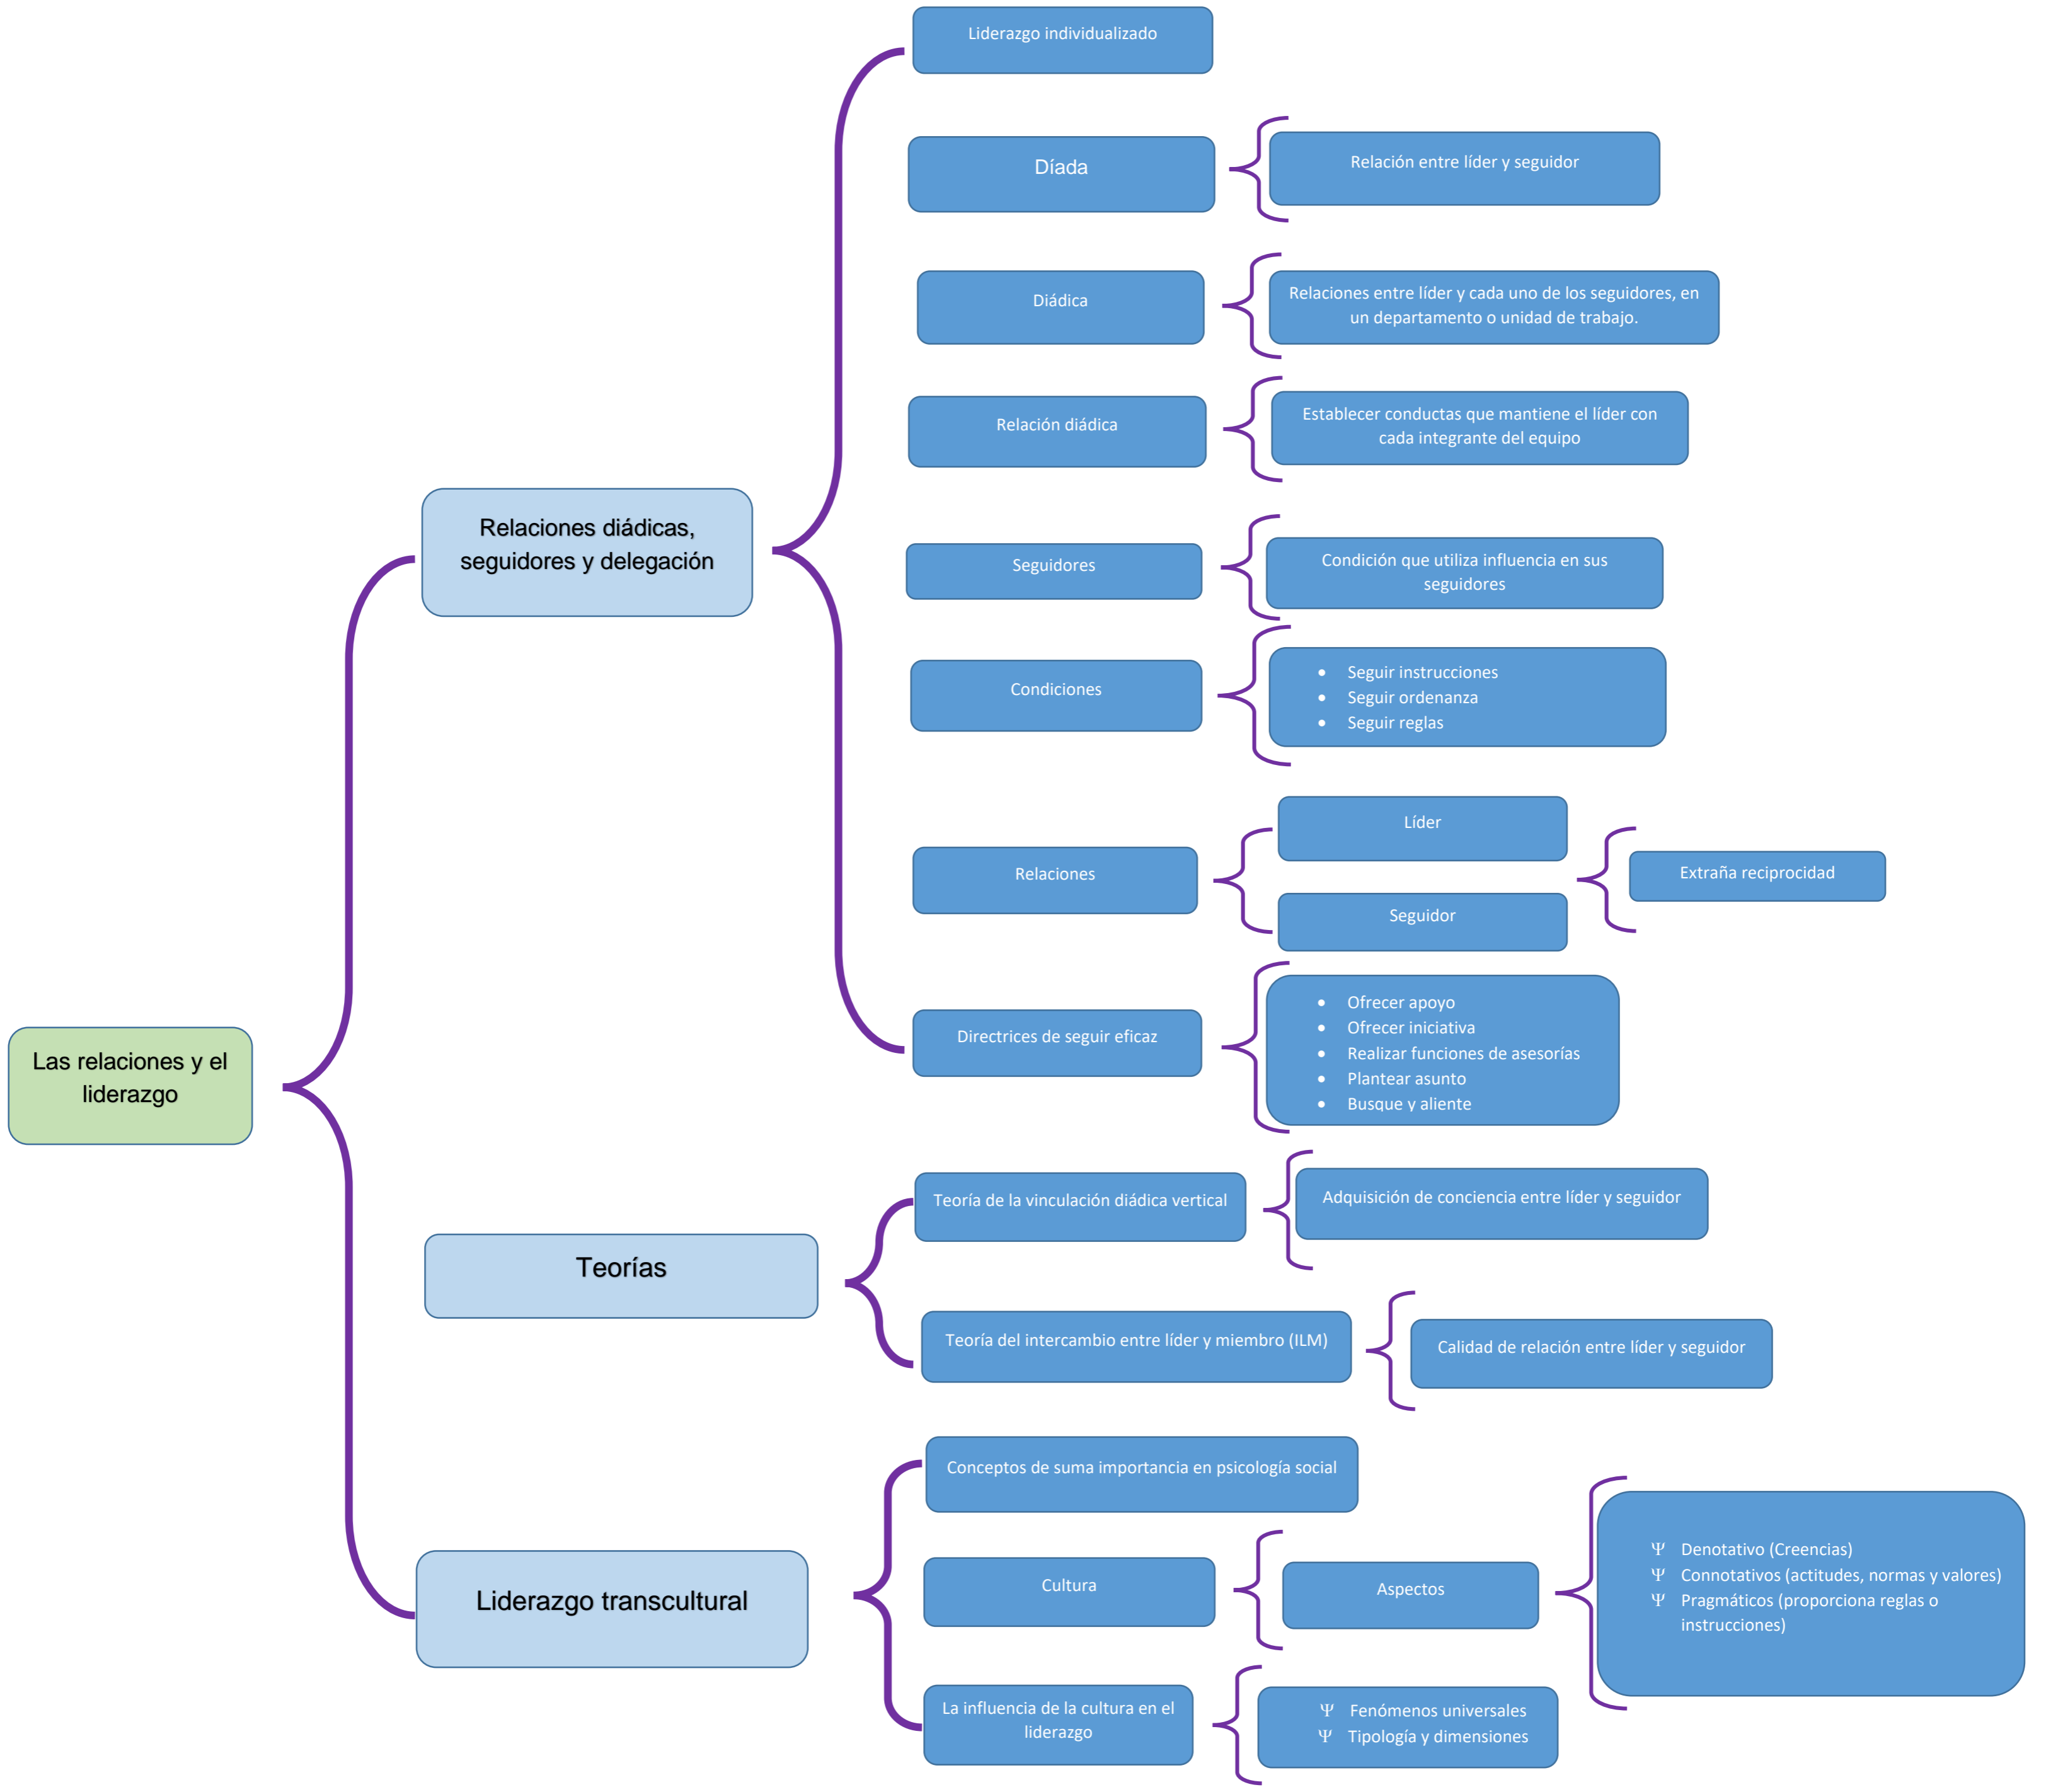 Liderazgo individualizado
Díada
Relación entre líder y seguidor
Diádica
Relaciones entre líder y cada uno de los seguidores, en
un departamento o unidad de trabajo.
Relación diádica
Establecer conductas que mantiene el líder con
cada integrante del equipo
Relaciones diádicas,
seguidores y delegación
Seguidores
Condición que utiliza influencia en sus
seguidores
Condiciones
• Seguir instrucciones
• Seguir ordenanza
• Seguir reglas
Relaciones
Líder
Seguidor
Extraña reciprocidad
Directrices de seguir eficaz
• Ofrecer apoyo
• Ofrecer iniciativa
• Realizar funciones de asesorías
• Plantear asunto
• Busque y aliente
Las relaciones y el
liderazgo
Teorías
Teoría de la vinculación diádica vertical
Adquisición de conciencia entre líder y seguidor
Teoría del intercambio entre líder y miembro (ILM)
Calidad de relación entre líder y seguidor
Liderazgo transcultural
Conceptos de suma importancia en psicología social
Cultura
Aspectos
Ψ Denotativo (Creencias)
Ψ Connotativos (actitudes, normas y valores)
Ψ Pragmáticos (proporciona reglas o
instrucciones)
La influencia de la cultura en el
liderazgo
Ψ Fenómenos universales
Ψ Tipología y dimensiones